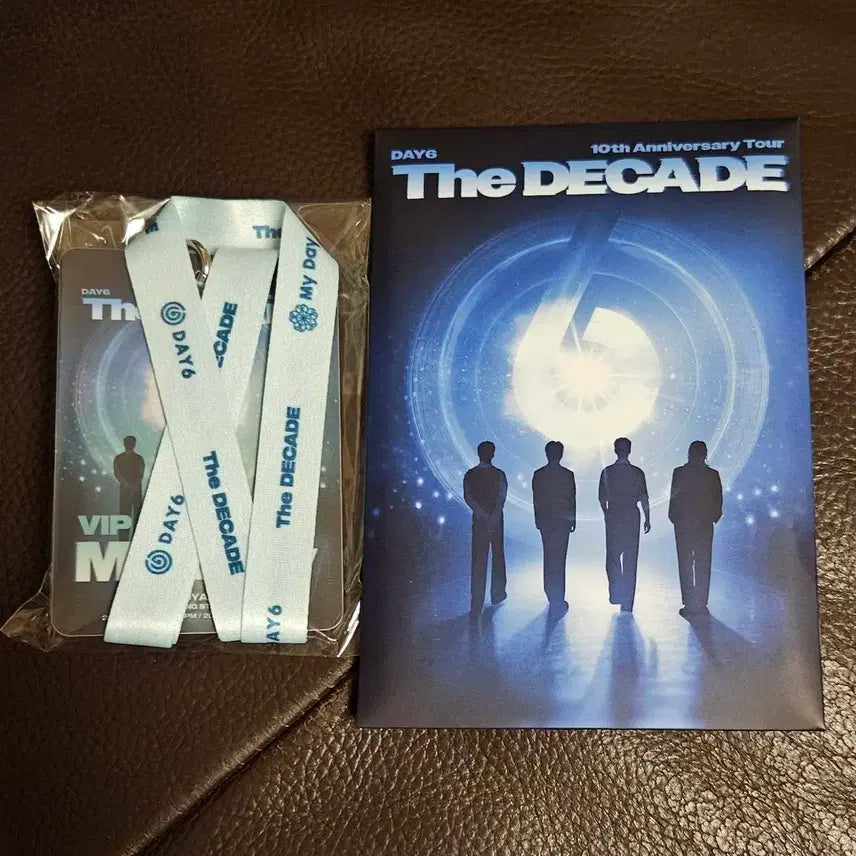 DAY6
10th Anniversary Tour
The DECADE
The
DAY6
My Day
DAY6
The DECADE
The DECADE
DAY6
DAY6
VIP